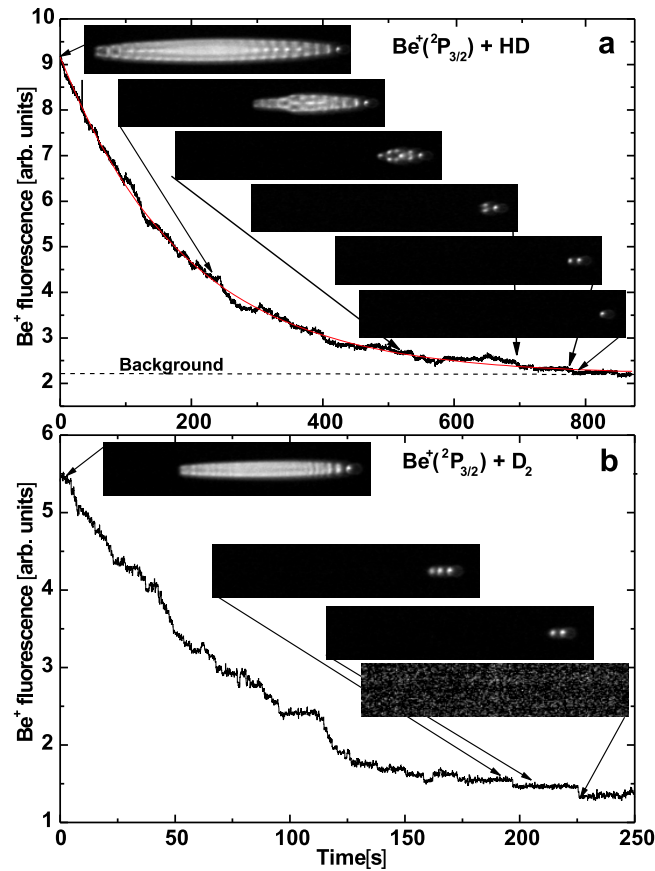 10
Be⁺(²P₃/₂) + HD
a
9
8
7
6
5
4
3
2
Be⁺ fluorescence [arb. units]
Background
0 200 400 600 800
6
Be⁺(²P₃/₂) + D₂
b
5
4
3
2
1
Be⁺ fluorescence [arb. units]
0 50 100 150 200 250
Time[s]